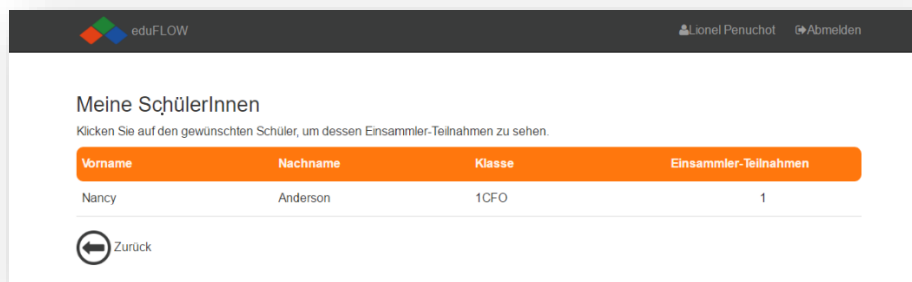 eduFLOW Lionel Penuchot Abmelden
Meine SchülerInnen
Klicken Sie auf den gewünschten Schüler, um dessen Einsammler-Teilnahmen zu sehen.
Vorname Nachname Klasse Einsammler-Teilnahmen
Nancy Anderson 1CFO 1
Zurück